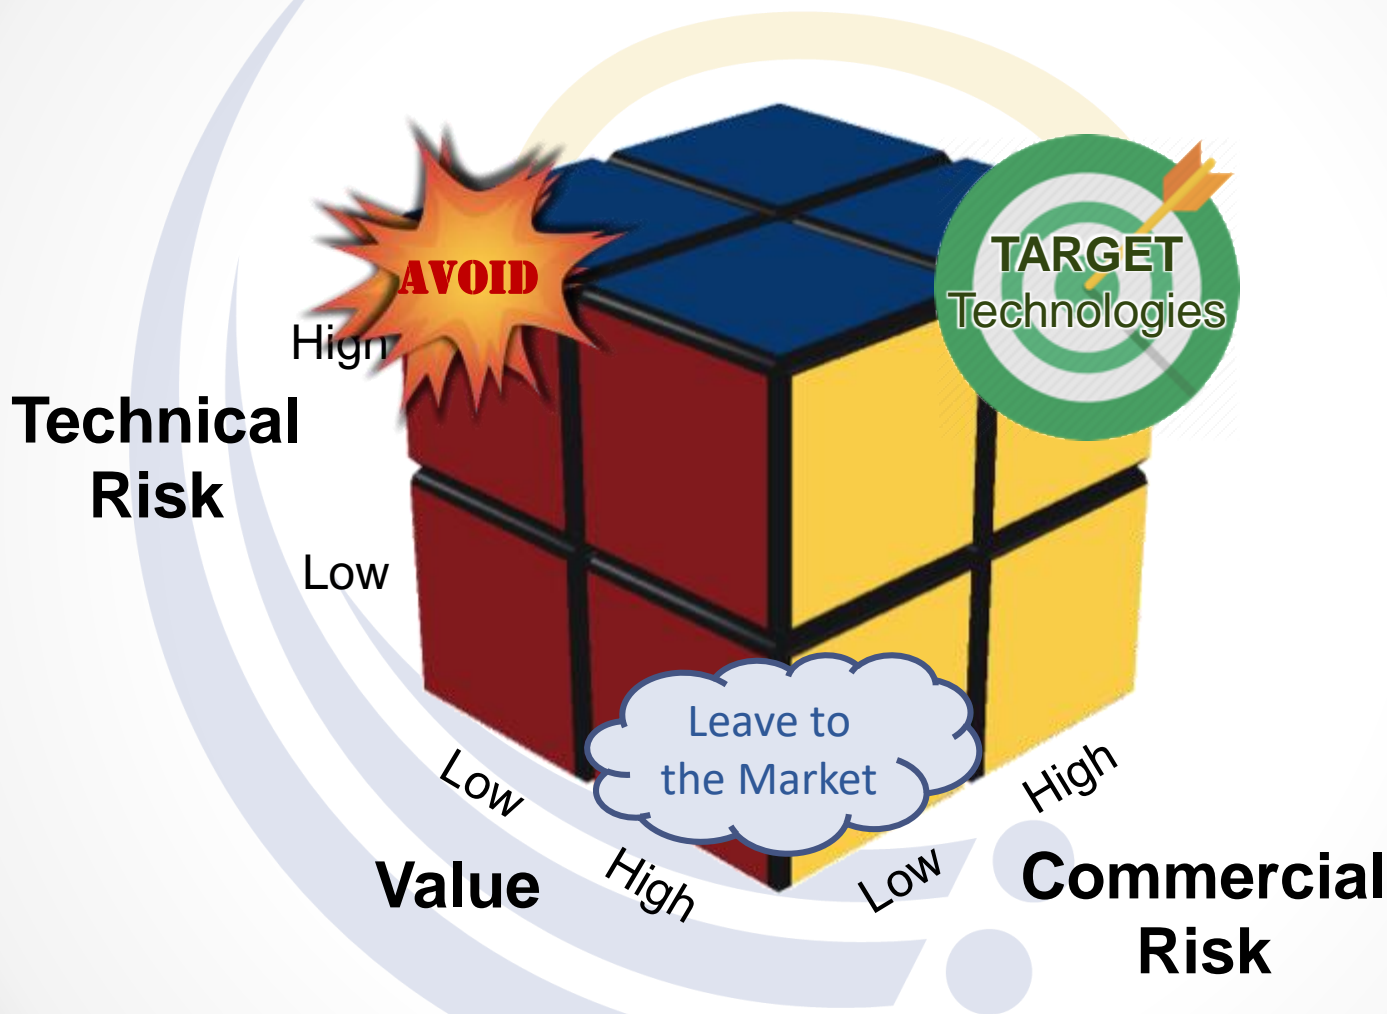 AVOID
TARGET
Technologies
High
Technical
Risk
Low
Leave to
the Market
Low
High
Value
High
Low
Commercial
Risk